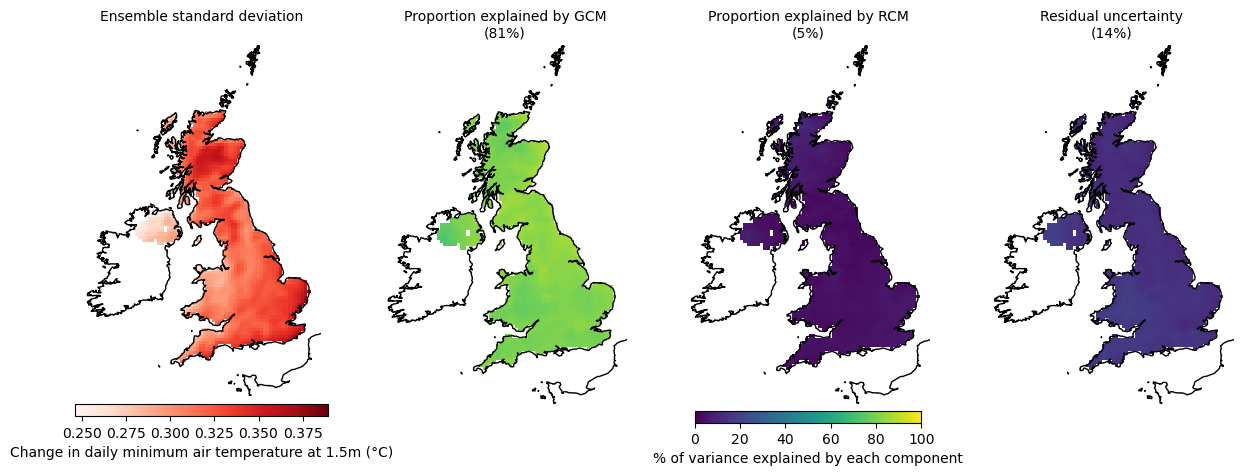 Ensemble standard deviation
Proportion explained by GCM
(81%)
Proportion explained by RCM
(5%)
Residual uncertainty
(14%)
0.250 0.275 0.300 0.325 0.350 0.375
Change in daily minimum air temperature at 1.5m (°C)
0 20 40 60 80 100
% of variance explained by each component